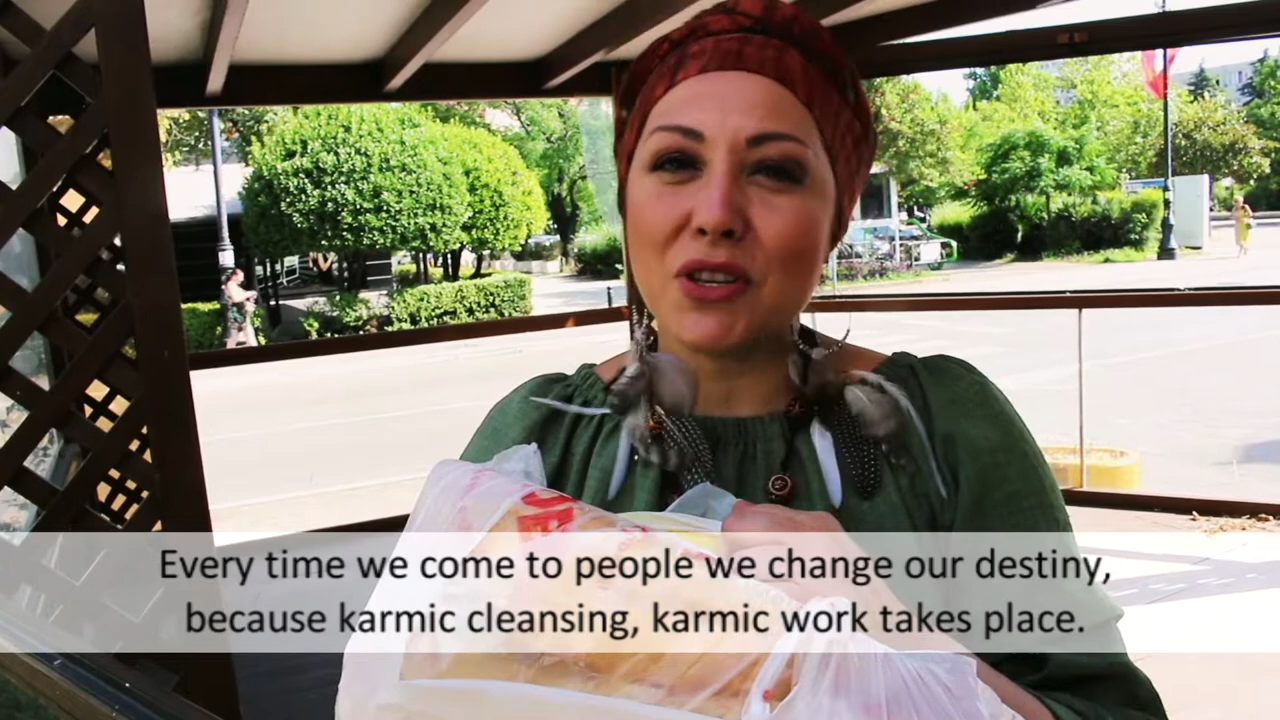 Every time we come to people we change our destiny,
because karmic cleansing, karmic work takes place.